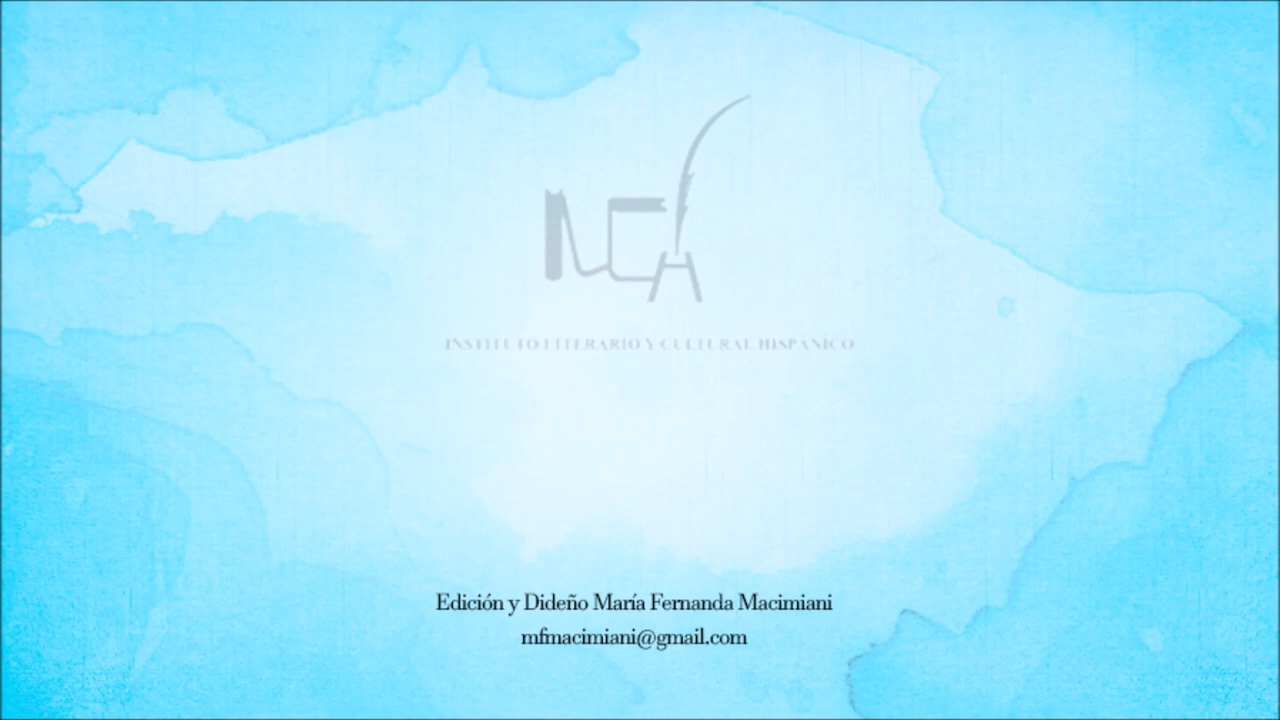 INSTITUTO LITERARIO Y CULTURAL HISPÁNICO
Edición y Dideño María Fernanda Macimiani
mfmacimiani@gmail.com